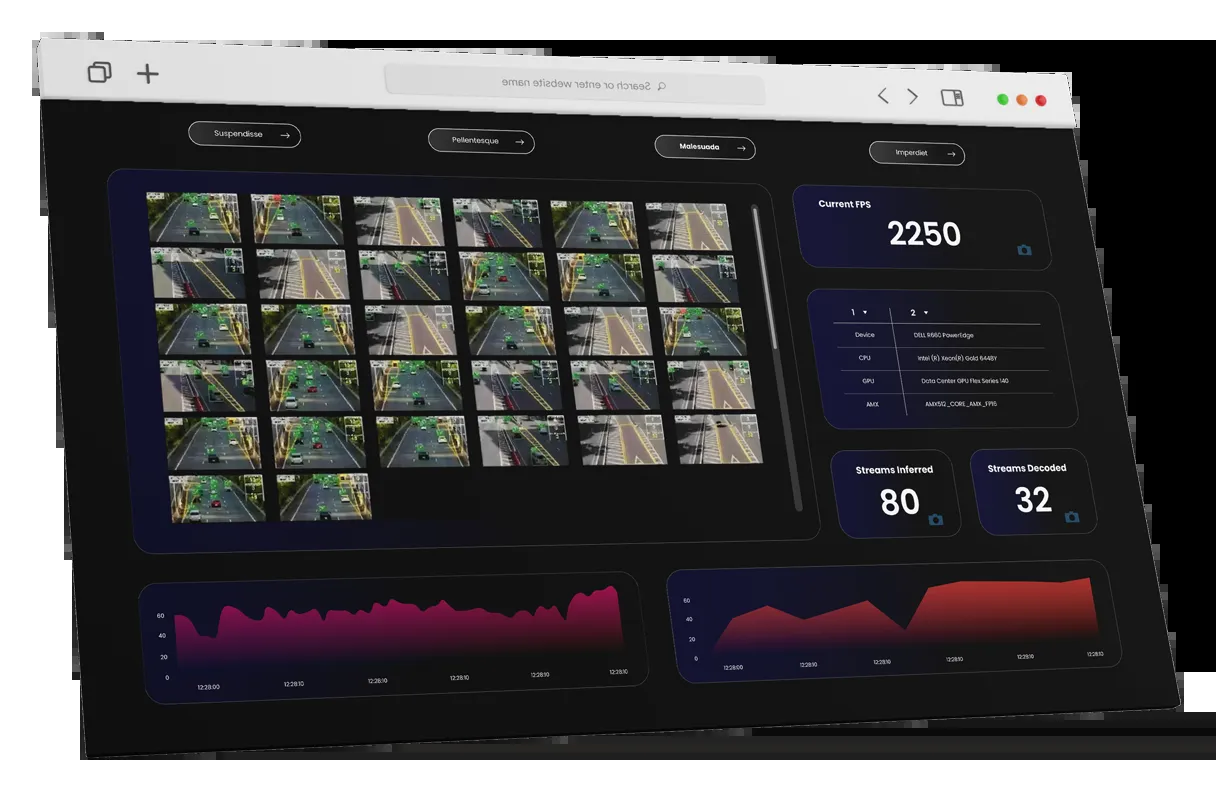 Search or enter website name
Suspendisse →
Pellentesque →
Malesuada →
Imperdiet →
Current FPS
2250
1 2
Device DELL R660 PowerEdge
CPU Intel (R) Xeon(R) Gold 6448Y
GPU Data Center GPU Flex Series 140
AMX AMX512_CORE_AMX_FP16
Streams Inferred
80
Streams Decoded
32
60
40
20
0
12:28:00 12:28:10 12:28:10 12:28:10 12:28:10 12:28:10
60
40
20
0
12:28:00 12:28:10 12:28:10 12:28:10 12:28:10 12:28:10